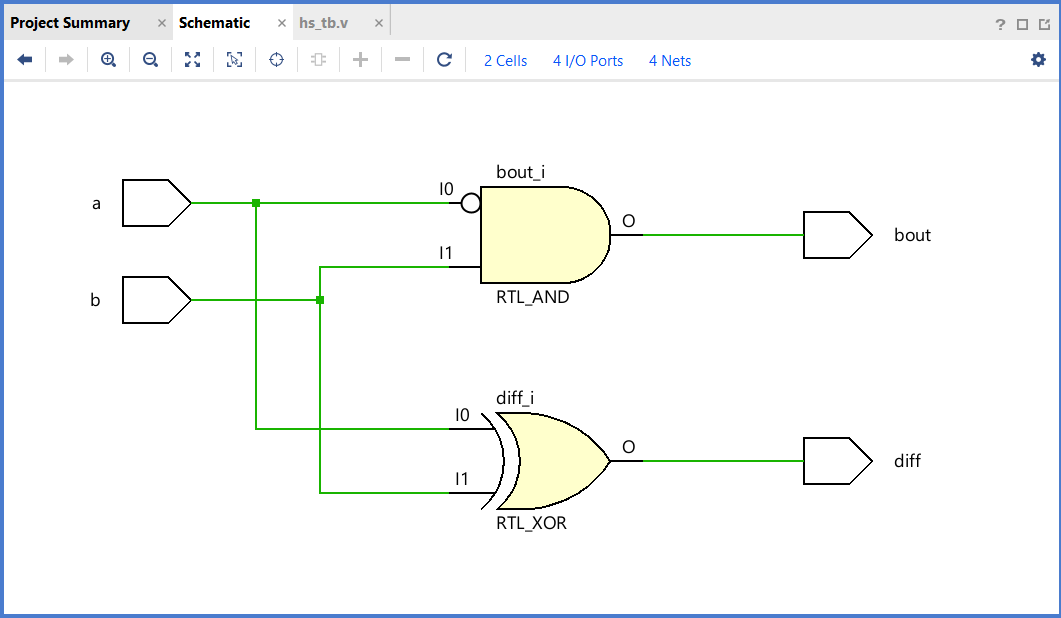 Project Summary × Schematic × hs_tb.v ×
?
2 Cells 4 I/O Ports 4 Nets
bout_i
a I0
O
bout
I1
b
RTL_AND
diff_i
I0
O
diff
I1
RTL_XOR